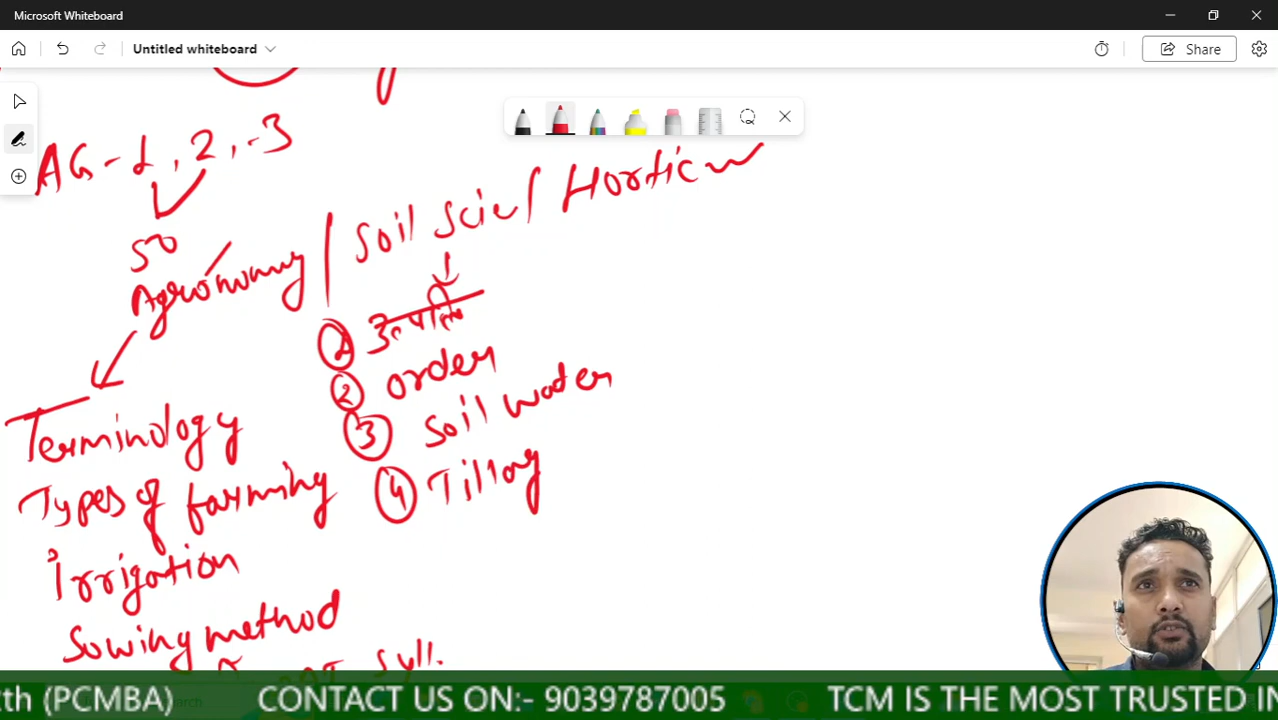 Microsoft Whiteboard
Untitled whiteboard
Share
AG-1, 2, -3
50
Agronomy / Soil Scie / Horticu
① उत्पत्ति
② order
③ Soil water
④ Tillag
Terminology
Types of farming
Irrigation
Sowing method
Syll.
2th (PCMBA) CONTACT US ON:- 9039787005 TCM IS THE MOST TRUSTED IN